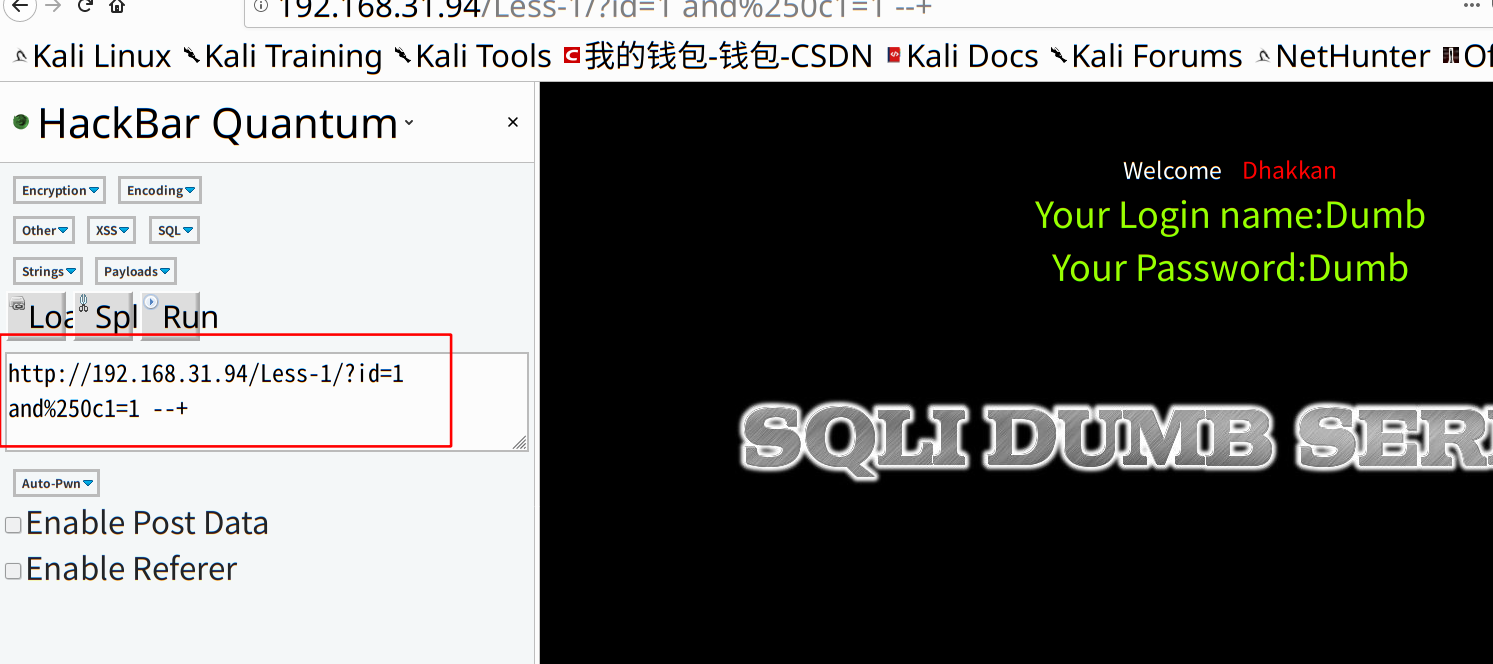 192.168.31.94/Less-1/?id=1 and%250c1=1 --+
Kali Linux Kali Training Kali Tools 我的钱包-钱包-CSDN Kali Docs Kali Forums NetHunter Of
HackBar Quantum
Encryption Encoding
Other XSS SQL
Strings Payloads
Loa Spl Run
http://192.168.31.94/Less-1/?id=1
and%250c1=1 --+
Auto-Pwn
Enable Post Data
Enable Referer
Welcome Dhakkan
Your Login name:Dumb
Your Password:Dumb
SQLI DUMB SERI